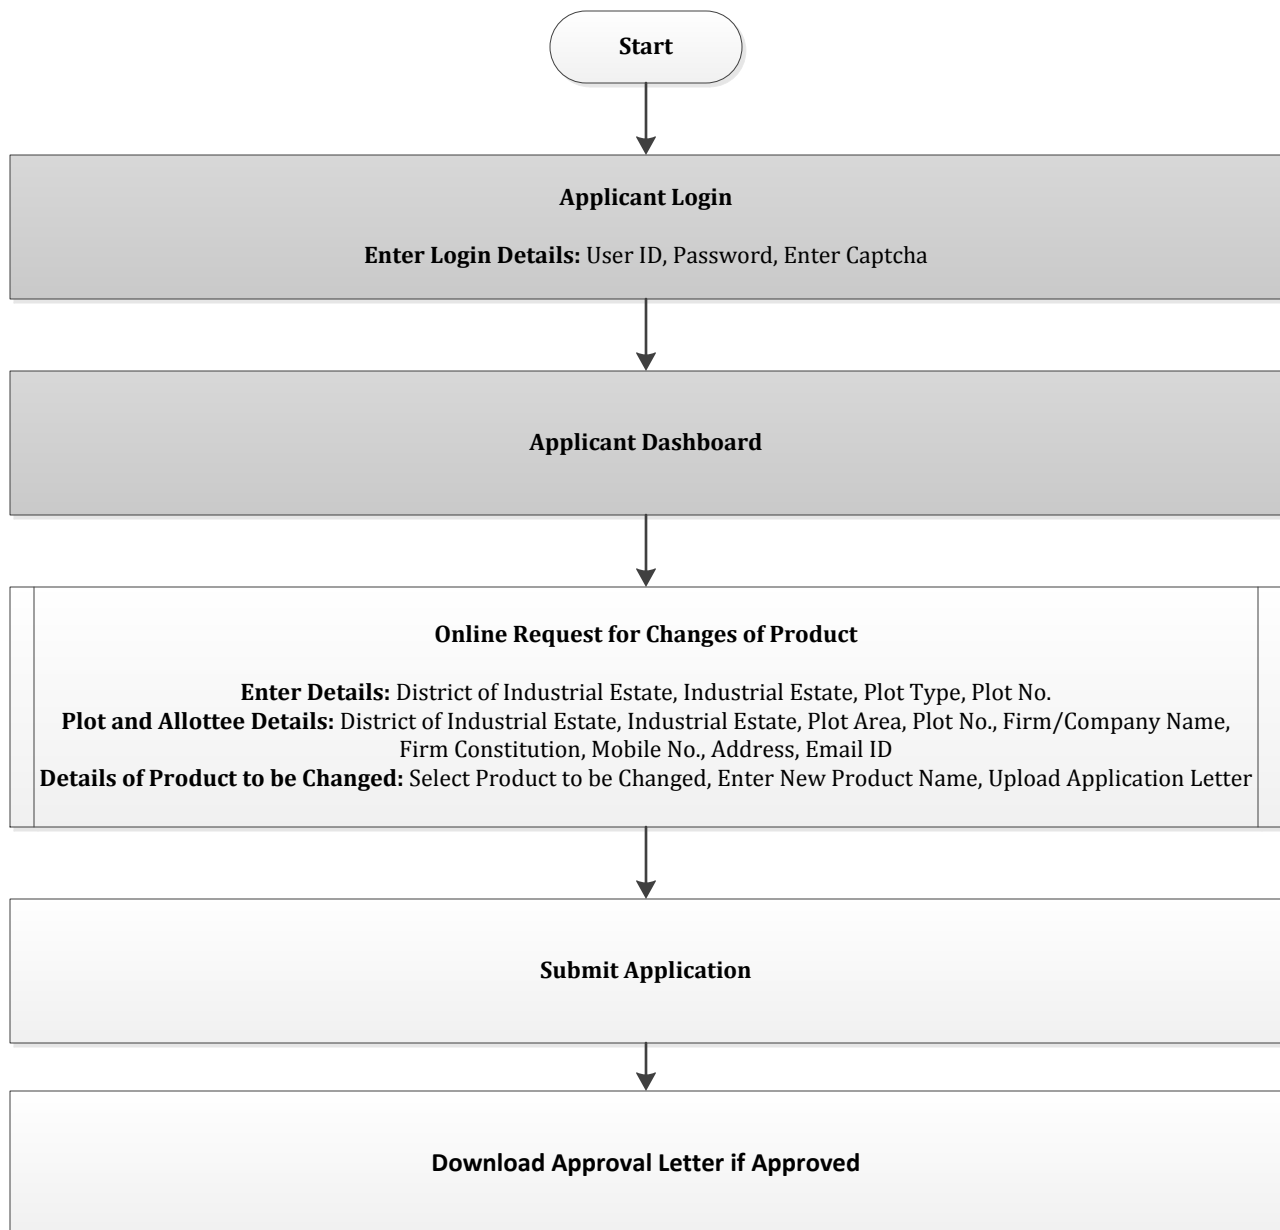 Start
Applicant Login
Enter Login Details: User ID, Password, Enter Captcha
Applicant Dashboard
Online Request for Changes of Product
Enter Details: District of Industrial Estate, Industrial Estate, Plot Type, Plot No.
Plot and Allottee Details: District of Industrial Estate, Industrial Estate, Plot Area, Plot No., Firm/Company Name,
Firm Constitution, Mobile No., Address, Email ID
Details of Product to be Changed: Select Product to be Changed, Enter New Product Name, Upload Application Letter
Submit Application
Download Approval Letter if Approved